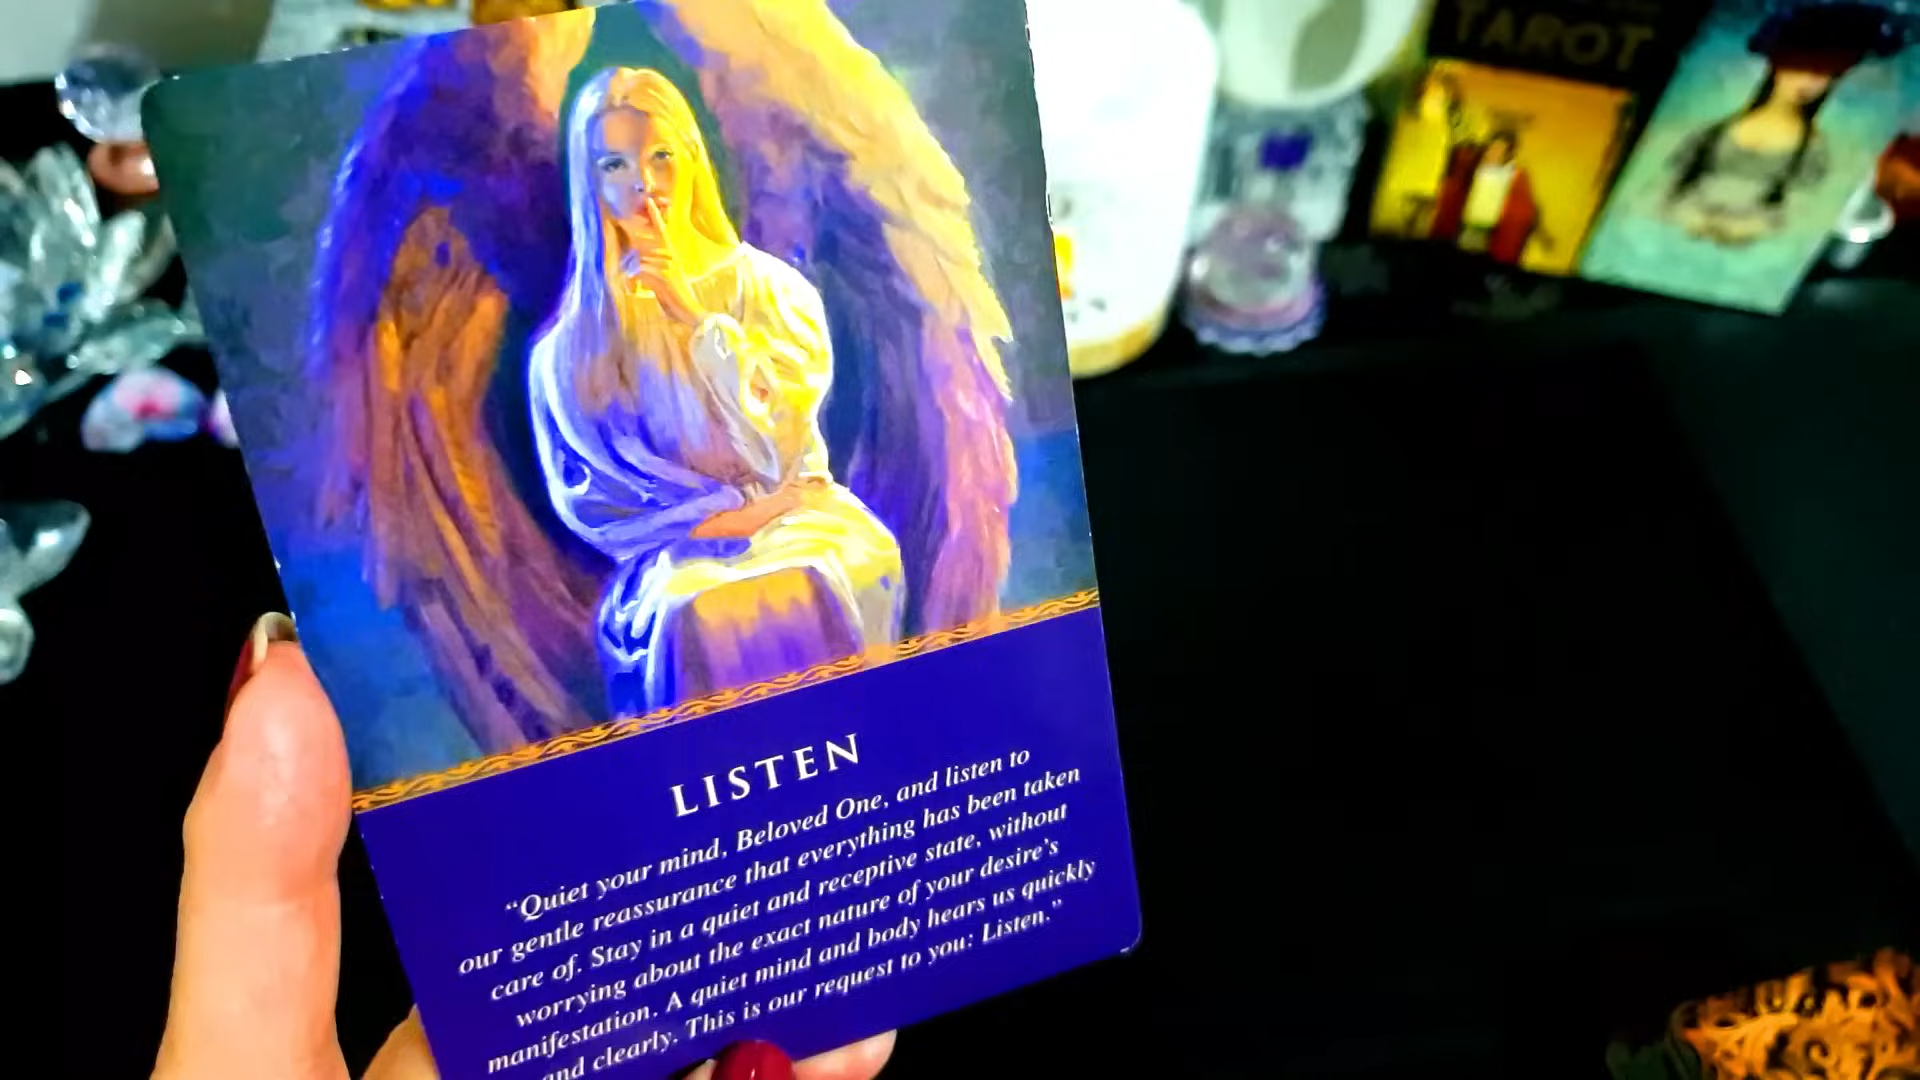 TAROT
LISTEN
“Quiet your mind, Beloved One, and listen to
our gentle reassurance that everything has been taken
care of. Stay in a quiet and receptive state, without
worrying about the exact nature of your desire’s
manifestation. A quiet mind and body hears us quickly
and clearly. This is our request to you: Listen.”